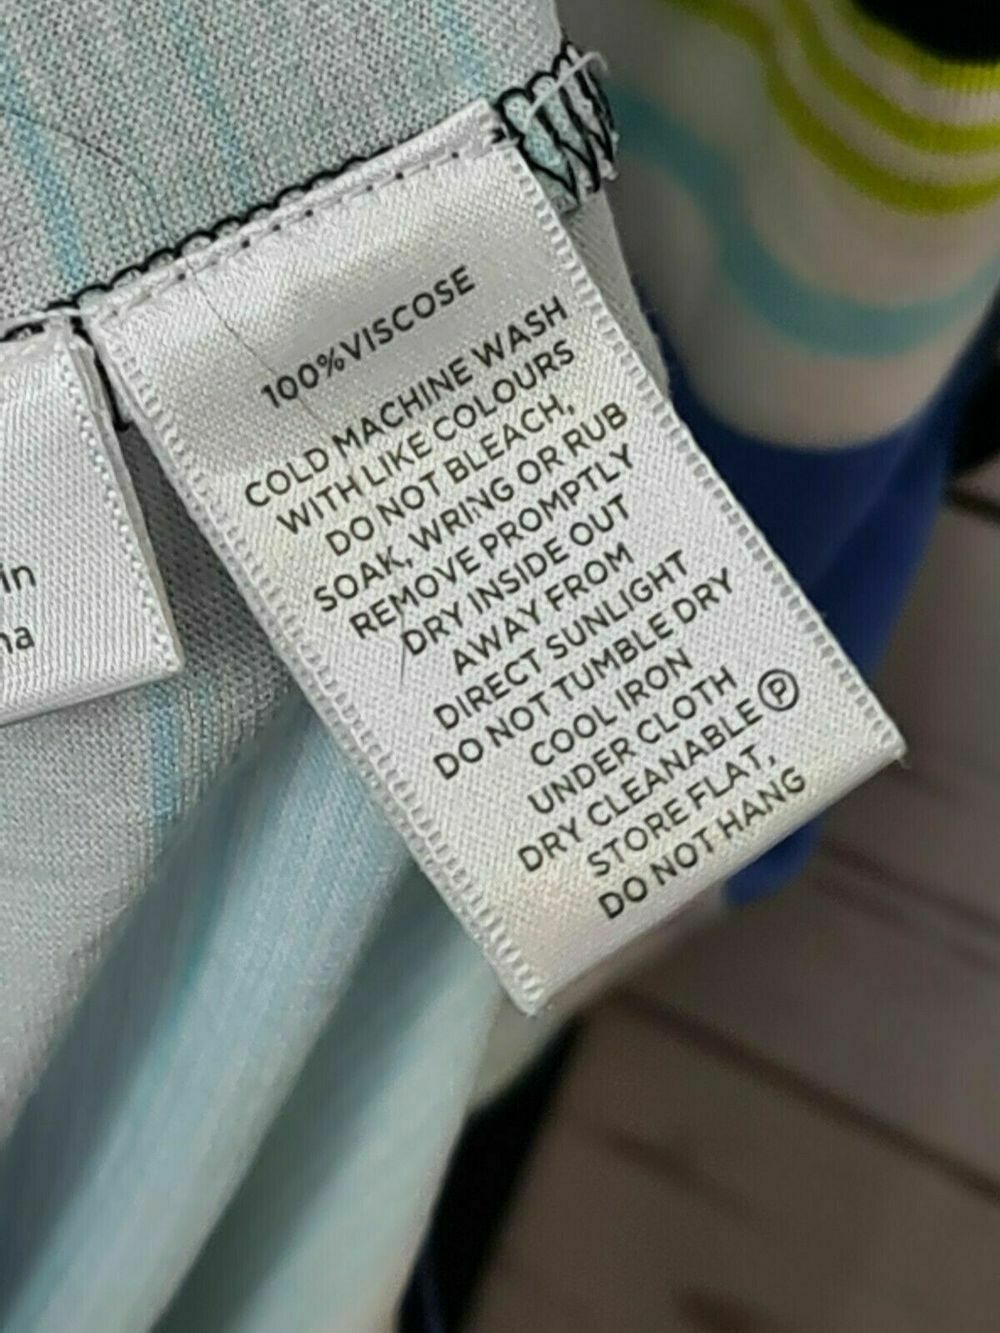 100%VISCOSE
COLD MACHINE WASH
WITH LIKE COLOURS
DO NOT BLEACH,
SOAK, WRING OR RUB
REMOVE PROMPTLY
DRY INSIDE OUT
AWAY FROM
DIRECT SUNLIGHT
DO NOT TUMBLE DRY
COOL IRON
UNDER CLOTH
DRY CLEANABLE Ⓟ
STORE FLAT,
DO NOT HANG